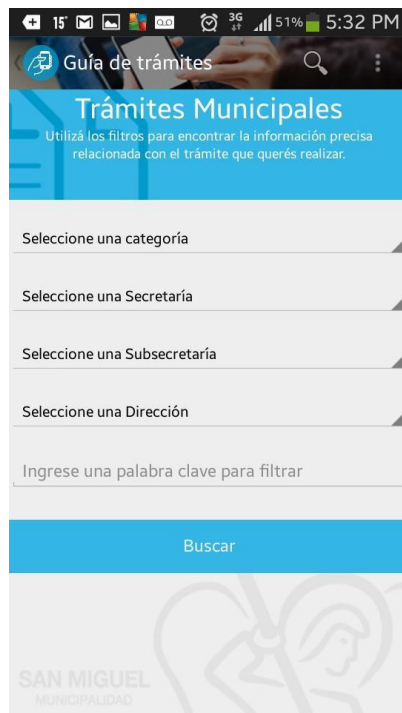 15° 3G 51% 5:32 PM
Guía de trámites
Trámites Municipales
Utilizá los filtros para encontrar la información precisa
relacionada con el trámite que querés realizar.
Seleccione una categoría
Seleccione una Secretaría
Seleccione una Subsecretaría
Seleccione una Dirección
Ingrese una palabra clave para filtrar
Buscar
SAN MIGUEL
MUNICIPALIDAD